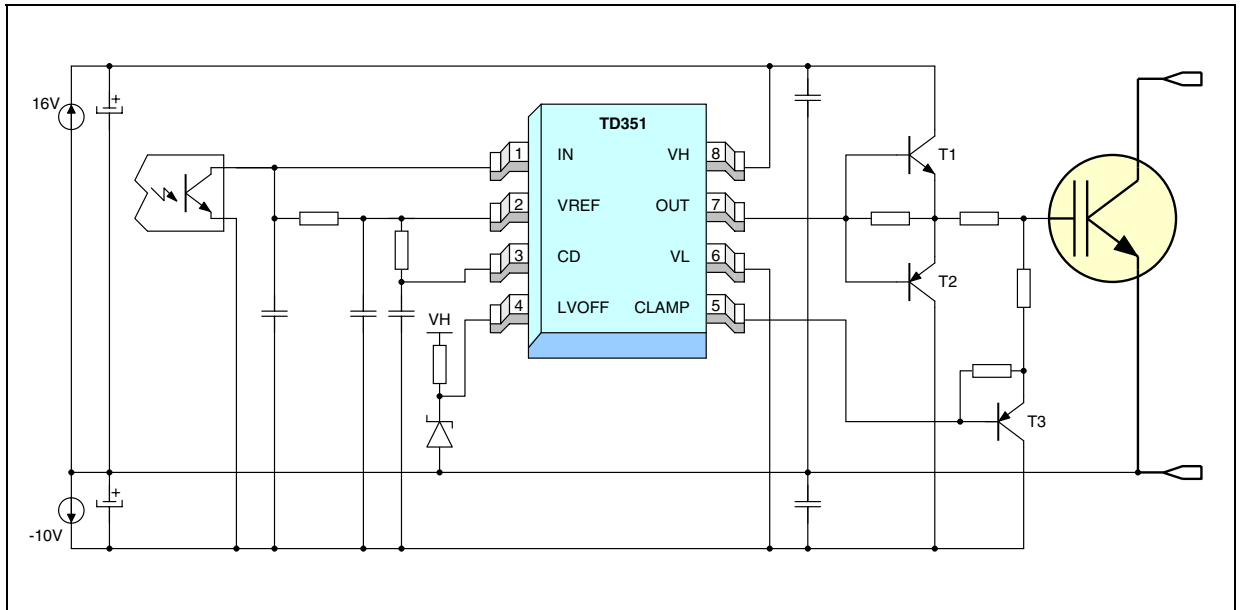 16V
TD351
1 IN VH 8
2 VREF OUT 7
3 CD VL 6
4 LVOFF CLAMP 5
T1
T2
VH
T3
-10V
+
+